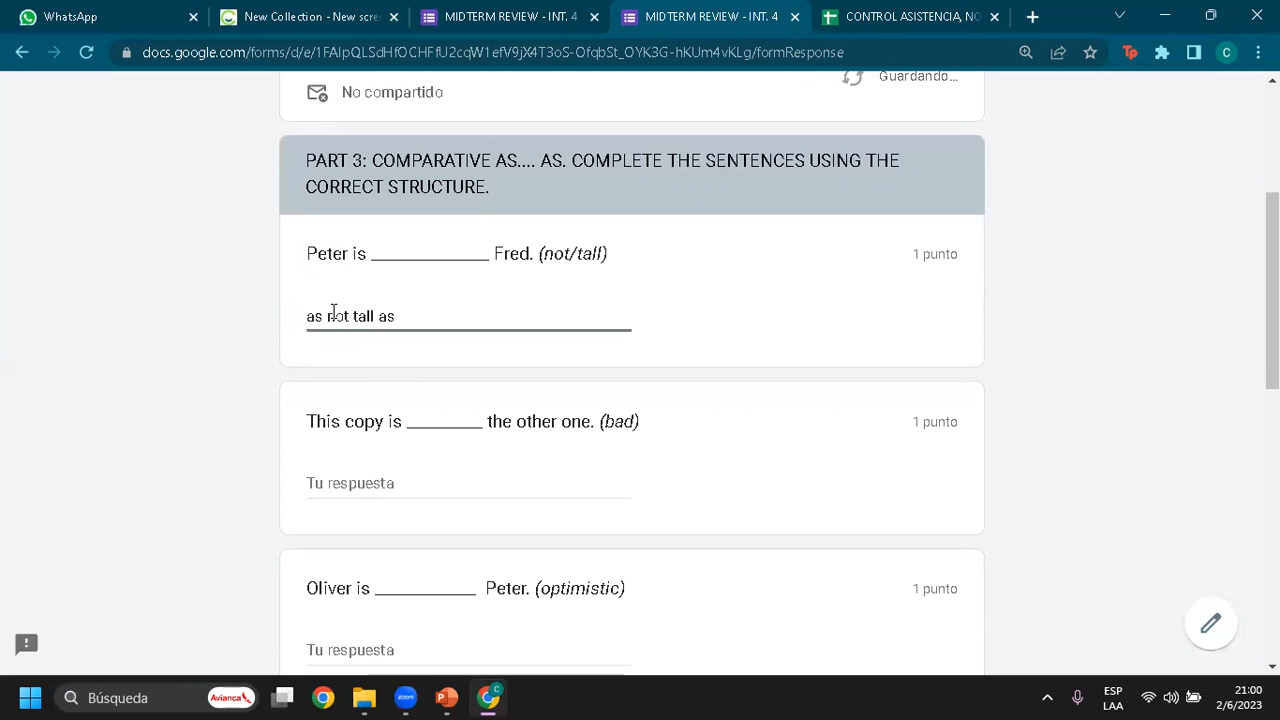 WhatsApp
New Collection - New scre
MIDTERM REVIEW - INT. 4
MIDTERM REVIEW - INT. 4
CONTROL ASISTENCIA, NO
docs.google.com/forms/d/e/1FAIpQLSdHfOCHFfU2cqW1efV9jX4T3oS-OfqbSt_OYK3G-hKUm4vKLg/formResponse
C
No compartido
Guardando...
PART 3: COMPARATIVE AS.... AS. COMPLETE THE SENTENCES USING THE
CORRECT STRUCTURE.
Peter is ____________ Fred. (not/tall)
1 punto
as not tall as
This copy is ________ the other one. (bad)
1 punto
Tu respuesta
Oliver is ___________ Peter. (optimistic)
1 punto
Tu respuesta
Búsqueda
Avianca
zoom
ESP
LAA
21:00
2/6/2023